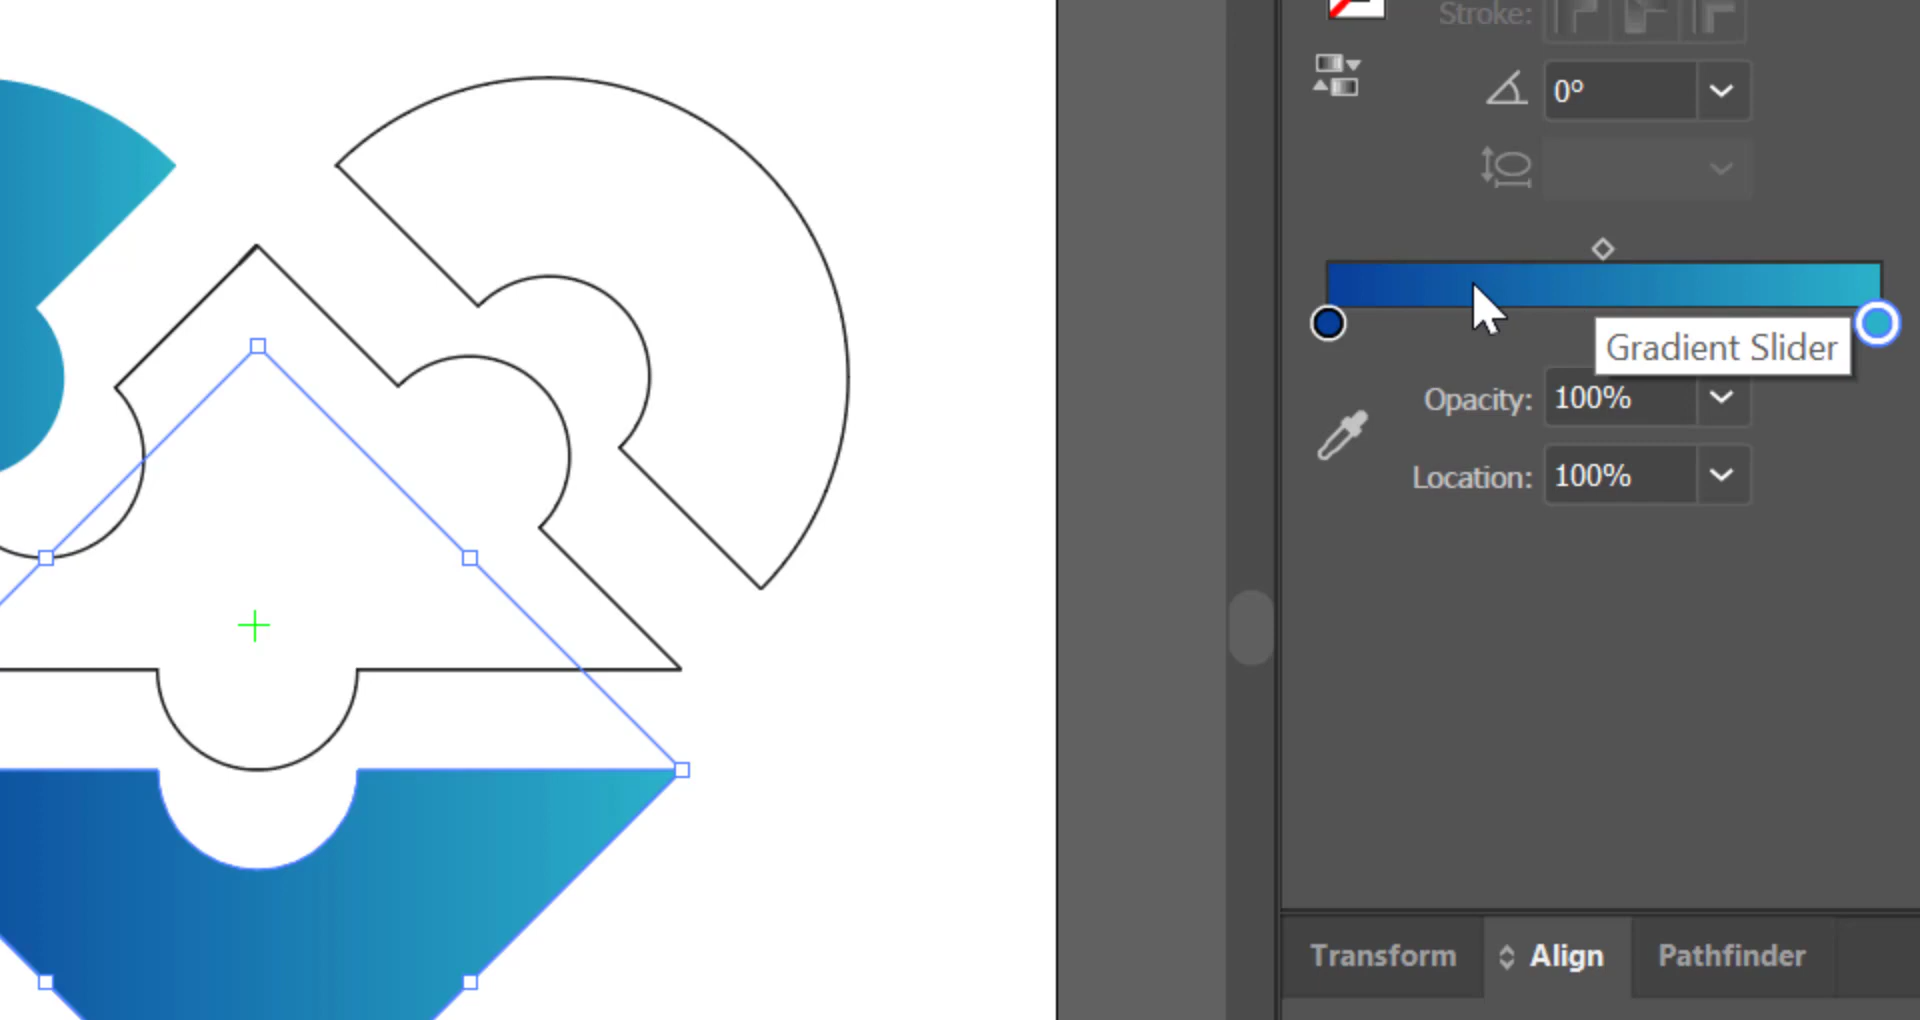 Stroke:
0°
Gradient Slider
Opacity: 100%
Location: 100%
Transform Align Pathfinder